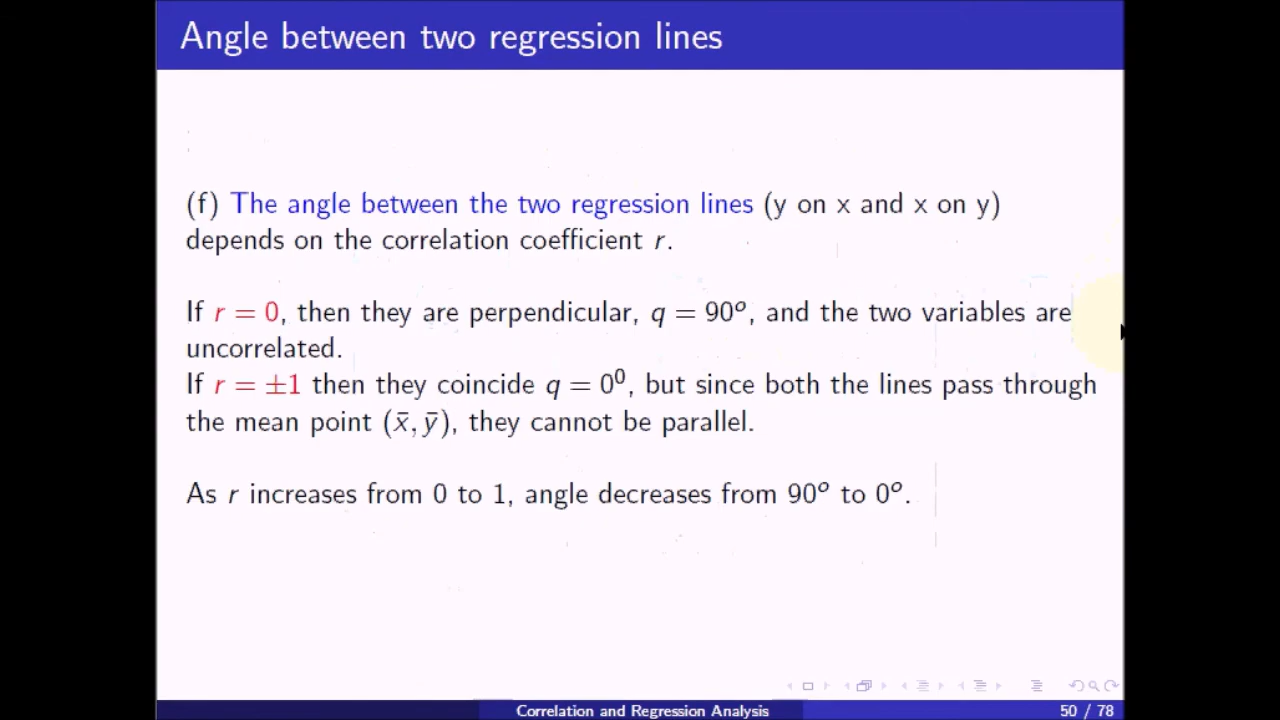 Angle between two regression lines
(f) The angle between the two regression lines (y on x and x on y)
depends on the correlation coefficient r.
If r = 0, then they are perpendicular, q = 90º, and the two variables are
uncorrelated.
If r = ±1 then they coincide q = 0⁰, but since both the lines pass through
the mean point (x̄, ȳ), they cannot be parallel.
As r increases from 0 to 1, angle decreases from 90º to 0º.
Correlation and Regression Analysis
50 / 78